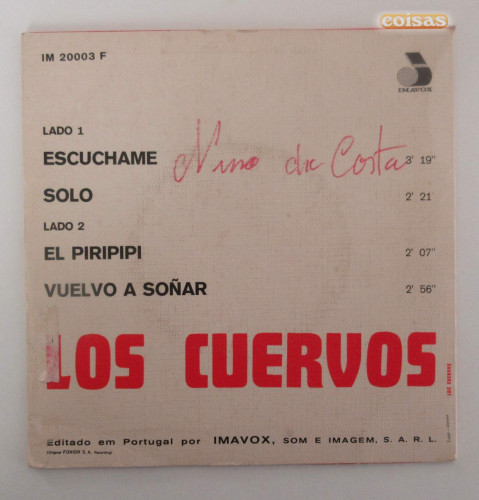 coisas
IM 20003 F
IMAVOX
LADO 1
ESCUCHAME 3' 19"
SOLO 2' 21
LADO 2
EL PIRIPIPI 2' 07"
VUELVO A SOÑAR 2' 56"
LOS CUERVOS
Editado em Portugal por IMAVOX, SOM E IMAGEM, S. A. R. L.
da Costa